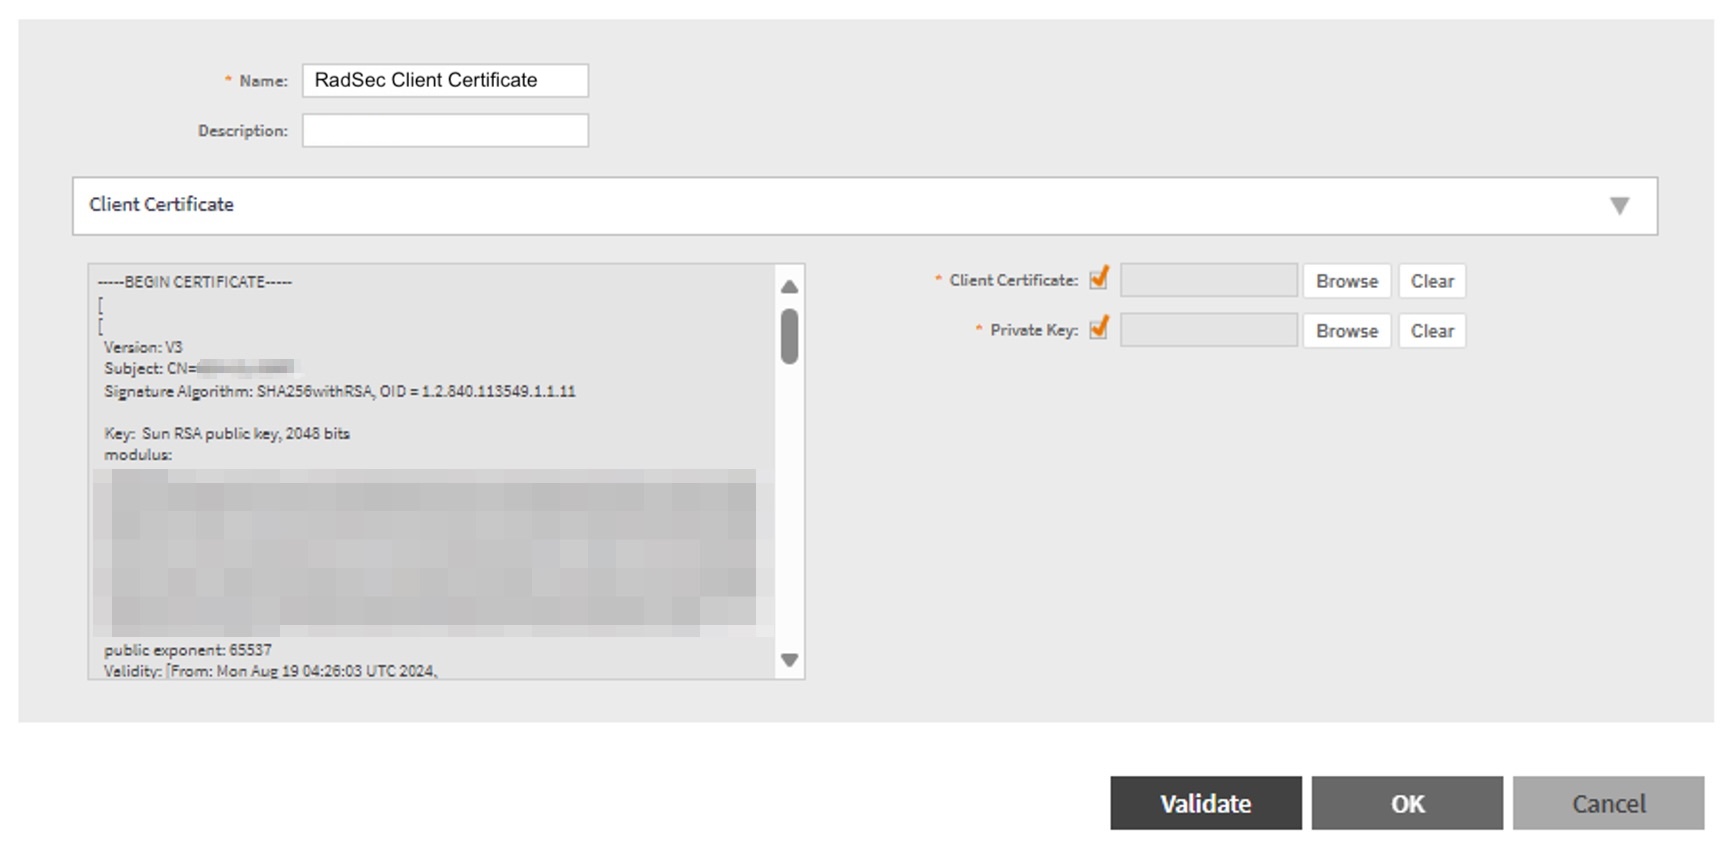 * Name: RadSec Client Certificate
Description:
Client Certificate
-----BEGIN CERTIFICATE-----
[
[
Version: V3
Subject: CN=
Signature Algorithm: SHA256withRSA, OID = 1.2.840.113549.1.1.11
Key: Sun RSA public key, 2048 bits
modulus:
public exponent: 65537
Validity: [From: Mon Aug 19 04:26:03 UTC 2024,
* Client Certificate: Browse Clear
* Private Key: Browse Clear
Validate OK Cancel